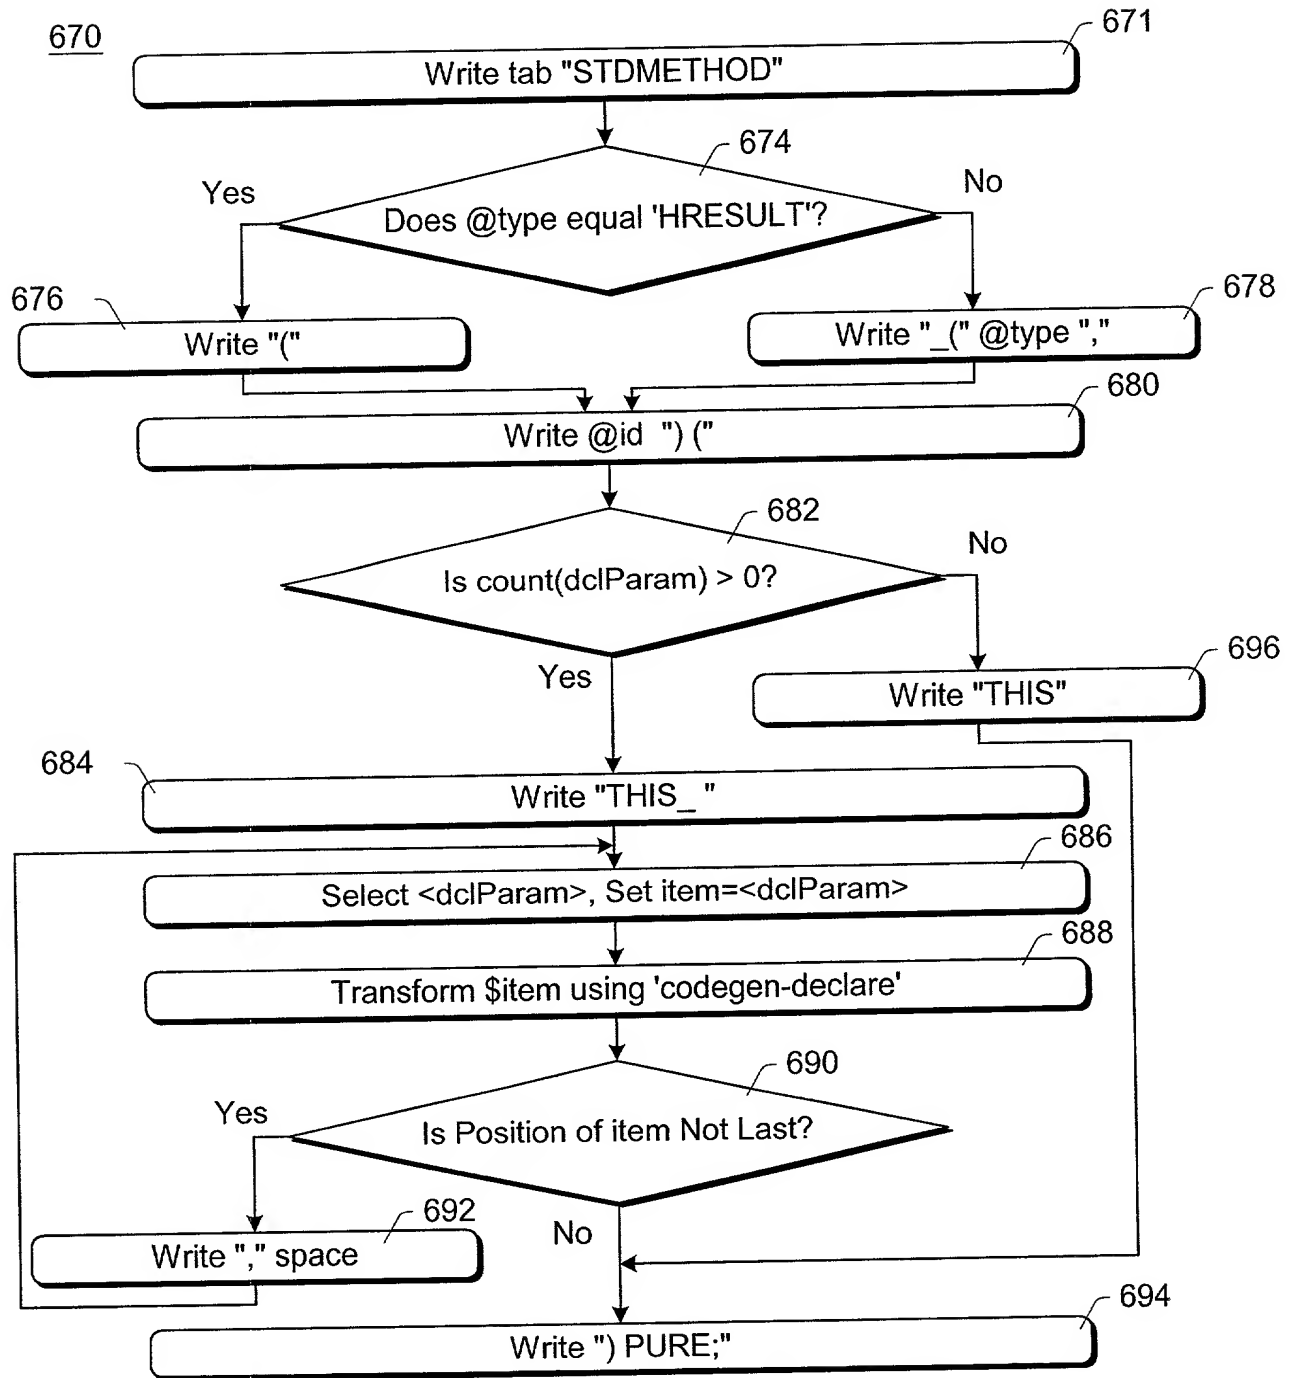 670
671
Write tab "STDMETHOD"
674
Yes
No
Does @type equal 'HRESULT'?
676
678
Write "("
Write "_(" @type ","
680
Write @id ") ("
682
No
Is count(dclParam) > 0?
Yes
696
Write "THIS"
684
Write "THIS_ "
686
Select <dclParam>, Set item=<dclParam>
688
Transform $item using 'codegen-declare'
690
Yes
Is Position of item Not Last?
692
No
Write "," space
694
Write ") PURE;"